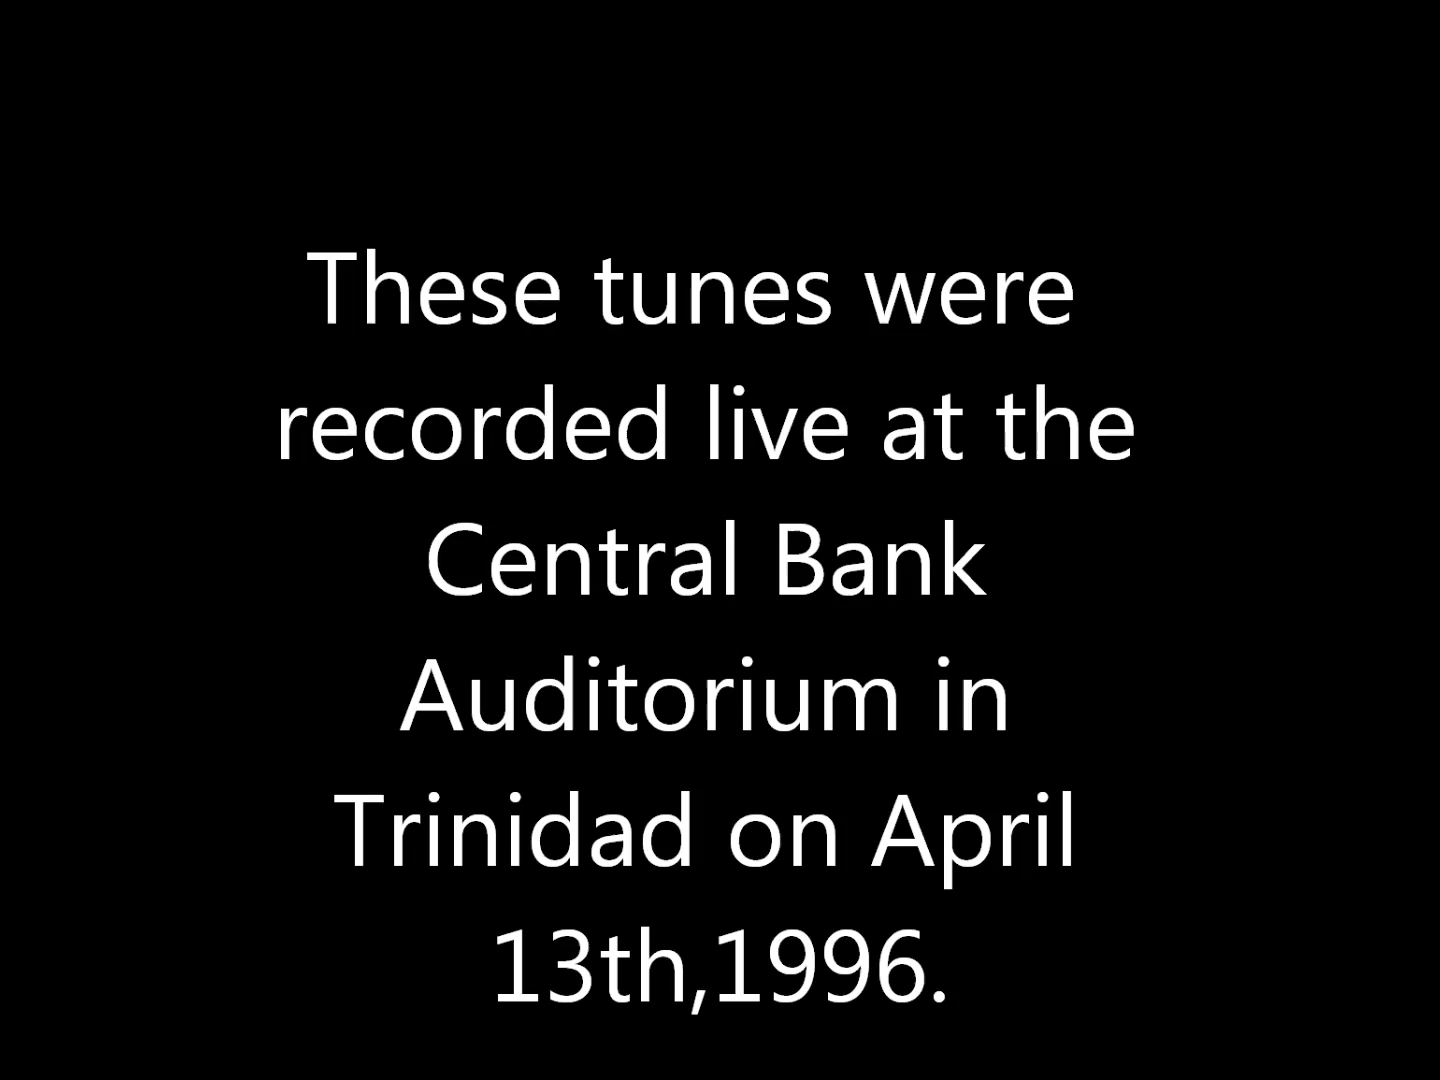 These tunes were
recorded live at the
Central Bank
Auditorium in
Trinidad on April
13th,1996.